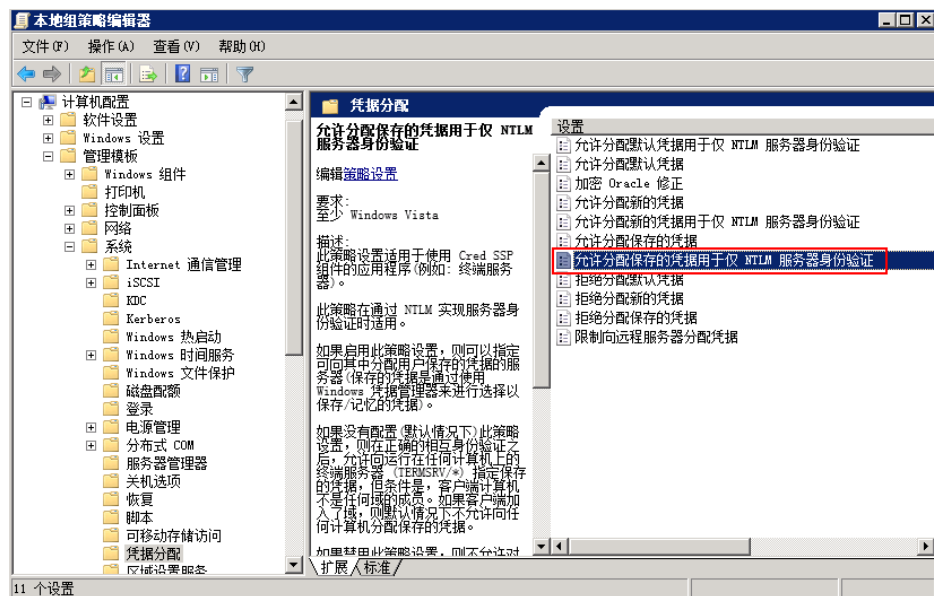 本地组策略编辑器
文件(F) 操作(A) 查看(V) 帮助(H)
计算机配置
软件设置
Windows 设置
管理模板
Windows 组件
打印机
控制面板
网络
系统
Internet 通信管理
iSCSI
KDC
Kerberos
Windows 热启动
Windows 时间服务
Windows 文件保护
磁盘配额
登录
电源管理
分布式 COM
服务器管理器
关机选项
恢复
脚本
可移动存储访问
凭据分配
区域设置服务
凭据分配
允许分配保存的凭据用于仅 NTLM
服务器身份验证
编辑策略设置
要求:
至少 Windows Vista
描述:
此策略设置适用于使用 Cred SSP
组件的应用程序(例如: 终端服务
器)。
此策略在通过 NTLM 实现服务器身
份验证时适用。
如果启用此策略设置，则可以指定
可向其中分配用户保存的凭据的服
务器(保存的凭据是通过使用
Windows 凭据管理器来进行选择以
保存/记忆的凭据)。
如果没有配置(默认情况下)此策略
设置，则在正确的相互身份验证之
后，允许向运行在任何计算机上的
终端服务器 (TERMSRV/*) 指定保存
的凭据，但条件是，客户端计算机
不是任何域的成员。如果客户端加
入了域，则默认情况下不允许向任
何计算机分配保存的凭据。
如果禁用此策略设置，则不允许对
设置
允许分配默认凭据用于仅 NTLM 服务器身份验证
允许分配默认凭据
加密 Oracle 修正
允许分配新的凭据
允许分配新的凭据用于仅 NTLM 服务器身份验证
允许分配保存的凭据
允许分配保存的凭据用于仅 NTLM 服务器身份验证
拒绝分配默认凭据
拒绝分配新的凭据
拒绝分配保存的凭据
限制向远程服务器分配凭据
扩展 标准
11 个设置